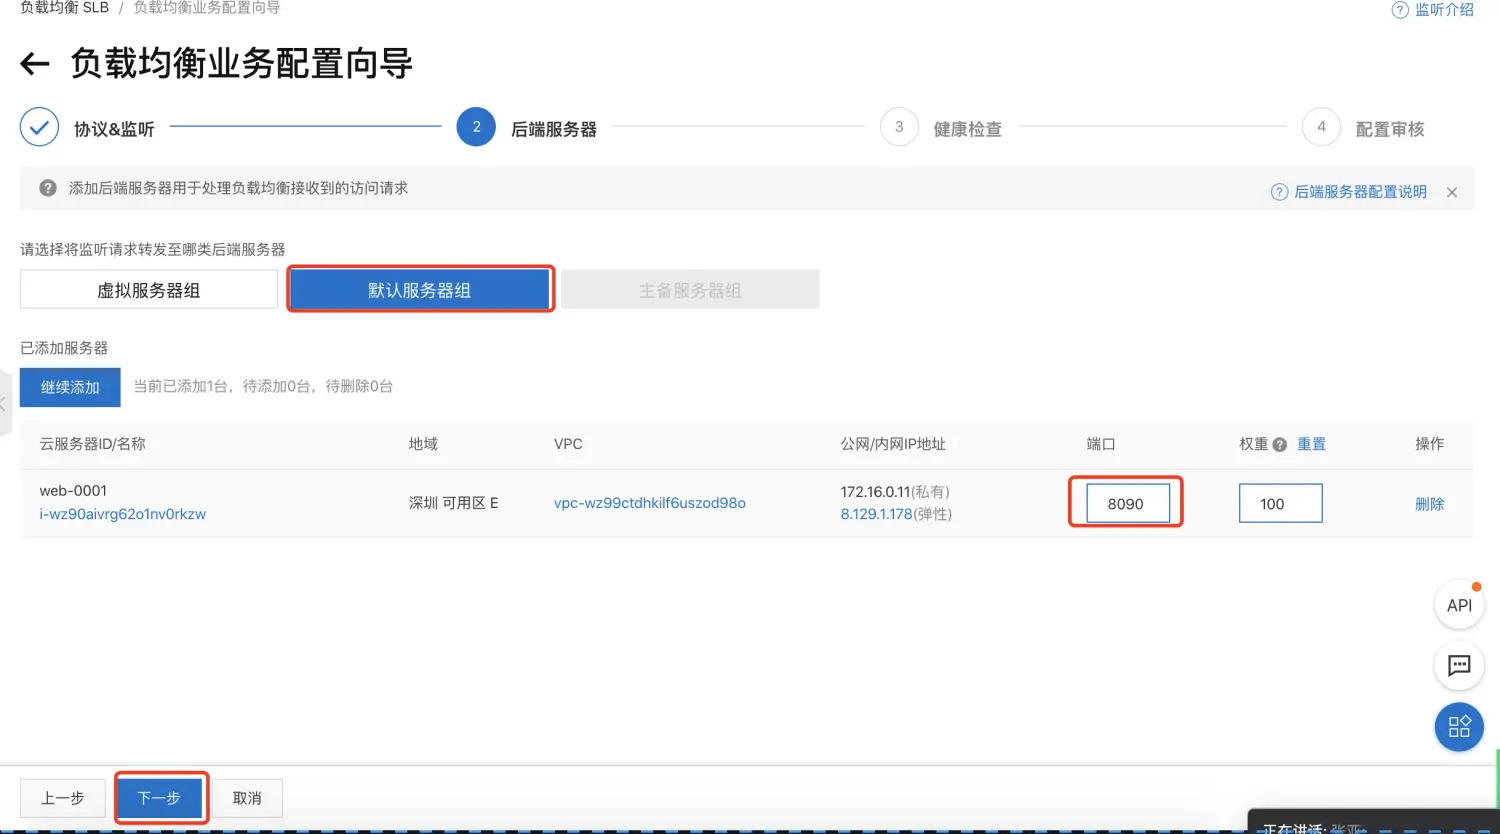 负载均衡 SLB / 负载均衡业务配置向导
? 监听介绍
← 负载均衡业务配置向导
协议&监听
2 后端服务器
3 健康检查
4 配置审核
? 添加后端服务器用于处理负载均衡接收到的访问请求
? 后端服务器配置说明 ×
请选择将监听请求转发至哪类后端服务器
虚拟服务器组 默认服务器组 主备服务器组
已添加服务器
继续添加 当前已添加1台，待添加0台，待删除0台
云服务器ID/名称 地域 VPC 公网/内网IP地址 端口 权重 ? 重置 操作
web-0001
i-wz90aivrg62o1nv0rkzw
深圳 可用区 E
vpc-wz99ctdhkilf6uszod98o
172.16.0.11(私有)
8.129.1.178(弹性)
8090
100
删除
API
上一步 下一步 取消
正在讲话: